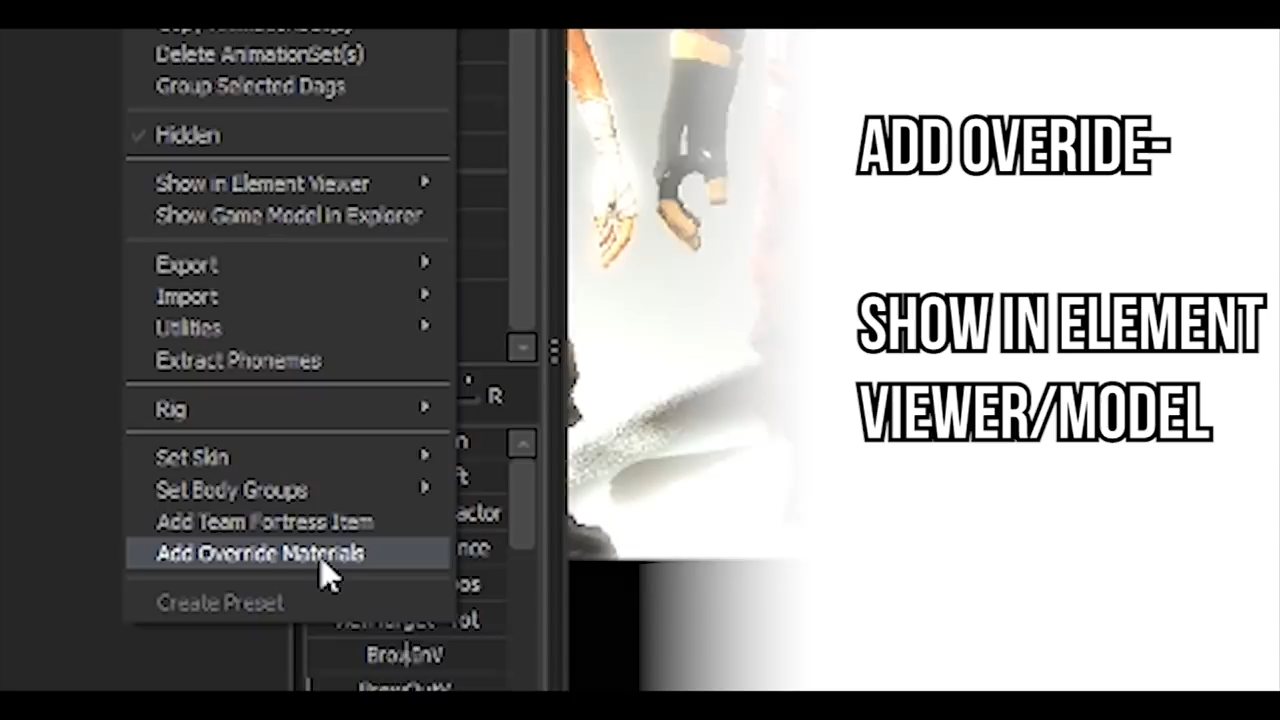 Delete AnimationSet(s)
Group Selected Dags
Hidden
Show in Element Viewer
Show Game Model in Explorer
Export
Import
Utilities
Extract Phonemes
Rig
Set Skin
Set Body Groups
Add Team Fortress Item
Add Override Materials
Create Preset
R
actor
nce
BrowInV
ADD OVERIDE-
SHOW IN ELEMENT
VIEWER/MODEL